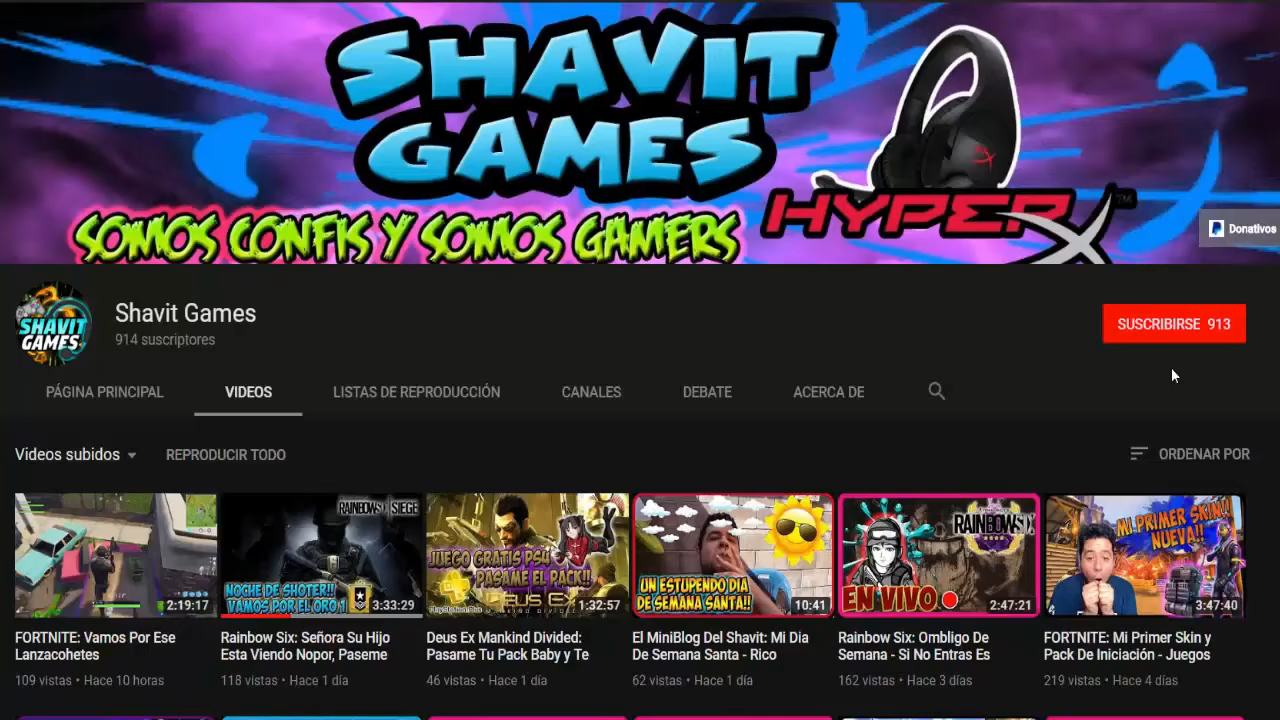 SHAVIT
GAMES
SOMOS CONFIS Y SOMOS GAMERS
HYPERX
™
Donativos
SHAVIT
GAMES
Shavit Games
914 suscriptores
SUSCRIBIRSE 913
PÁGINA PRINCIPAL
VIDEOS
LISTAS DE REPRODUCCIÓN
CANALES
DEBATE
ACERCA DE
Videos subidos
REPRODUCIR TODO
ORDENAR POR
2:19:17
FORTNITE: Vamos Por Ese
Lanzacohetes
109 vistas • Hace 10 horas
RAINBOW SIX SIEGE
NOCHE DE SHOTER!!
VAMOS POR EL ORO 1
3:33:29
Rainbow Six: Señora Su Hijo
Esta Viendo Nopor, Paseme
118 vistas • Hace 1 día
JUEGO GRATIS PS4
PASAME EL PACK!!
DEUS EX
MANKIND DIVIDED
1:32:57
Deus Ex Mankind Divided:
Pasame Tu Pack Baby y Te
46 vistas • Hace 1 día
UN ESTUPENDO DIA
DE SEMANA SANTA!!
10:41
El MiniBlog Del Shavit: Mi Dia
De Semana Santa - Rico
62 vistas • Hace 1 día
RAINBOW SIX
EN VIVO
2:47:21
Rainbow Six: Ombligo De
Semana - Si No Entras Es
162 vistas • Hace 3 días
MI PRIMER SKIN!!
NUEVA!!
3:47:40
FORTNITE: Mi Primer Skin y
Pack De Iniciación - Juegos
219 vistas • Hace 4 días